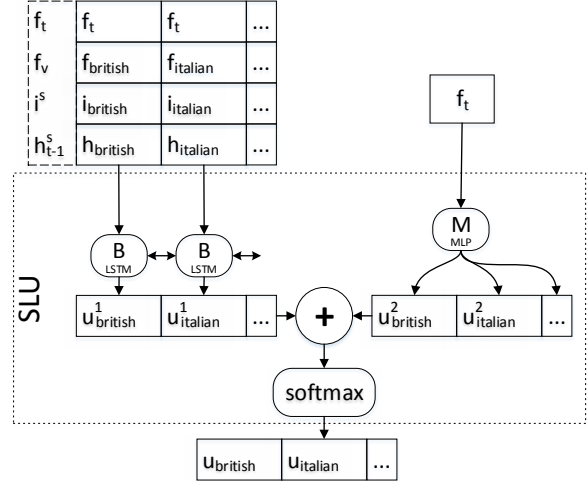 f_t f_t f_t ...
f_v f_british f_italian ...
i^s i_british i_italian ...
h^s_t-1 h_british h_italian ...
f_t
SLU
B LSTM
B LSTM
M MLP
u^1_british u^1_italian ...
+
u^2_british u^2_italian ...
softmax
u_british u_italian ...